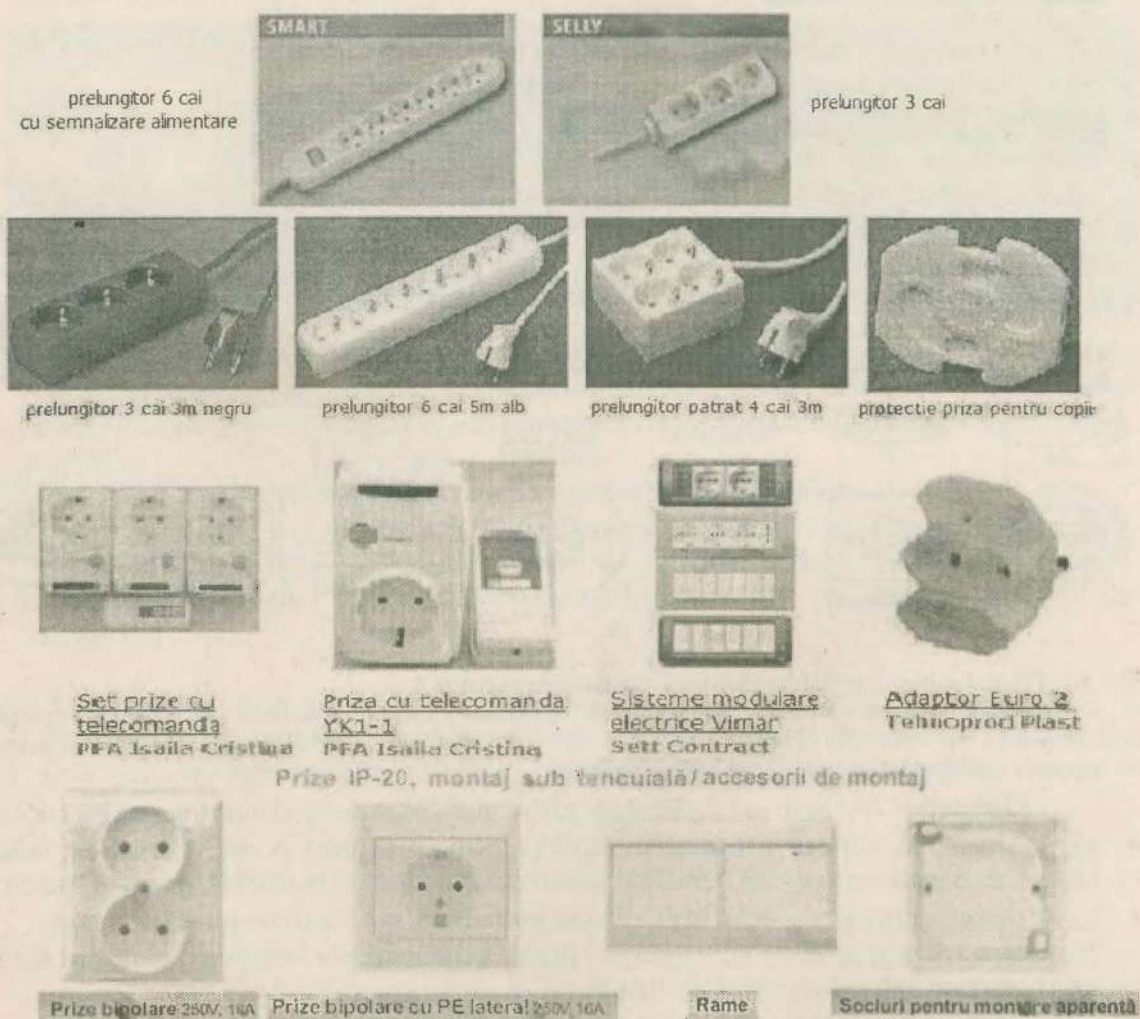 SMART
SELLY
prelungitor 6 cai
cu semnalizare alimentare
prelungitor 3 cai
prelungitor 3 cai 3m negru
prelungitor 6 cai 5m alb
prelungitor patrat 4 cai 3m
protectie priza pentru copii
Set prize cu
telecomanda
PFA Isaila Cristina
Priza cu telecomanda
YK1-1
PFA Isaila Cristina
Sisteme modulare
electrice Vimar
Sett Contract
Adaptor Euro 2
Tehnoprod Plast
Prize IP-20, montaj sub tencuială/accesorii de montaj
Prize bipolare 250V, 16A
Prize bipolare cu PE lateral 250V, 16A
Rame
Socluri pentru montare aparentă